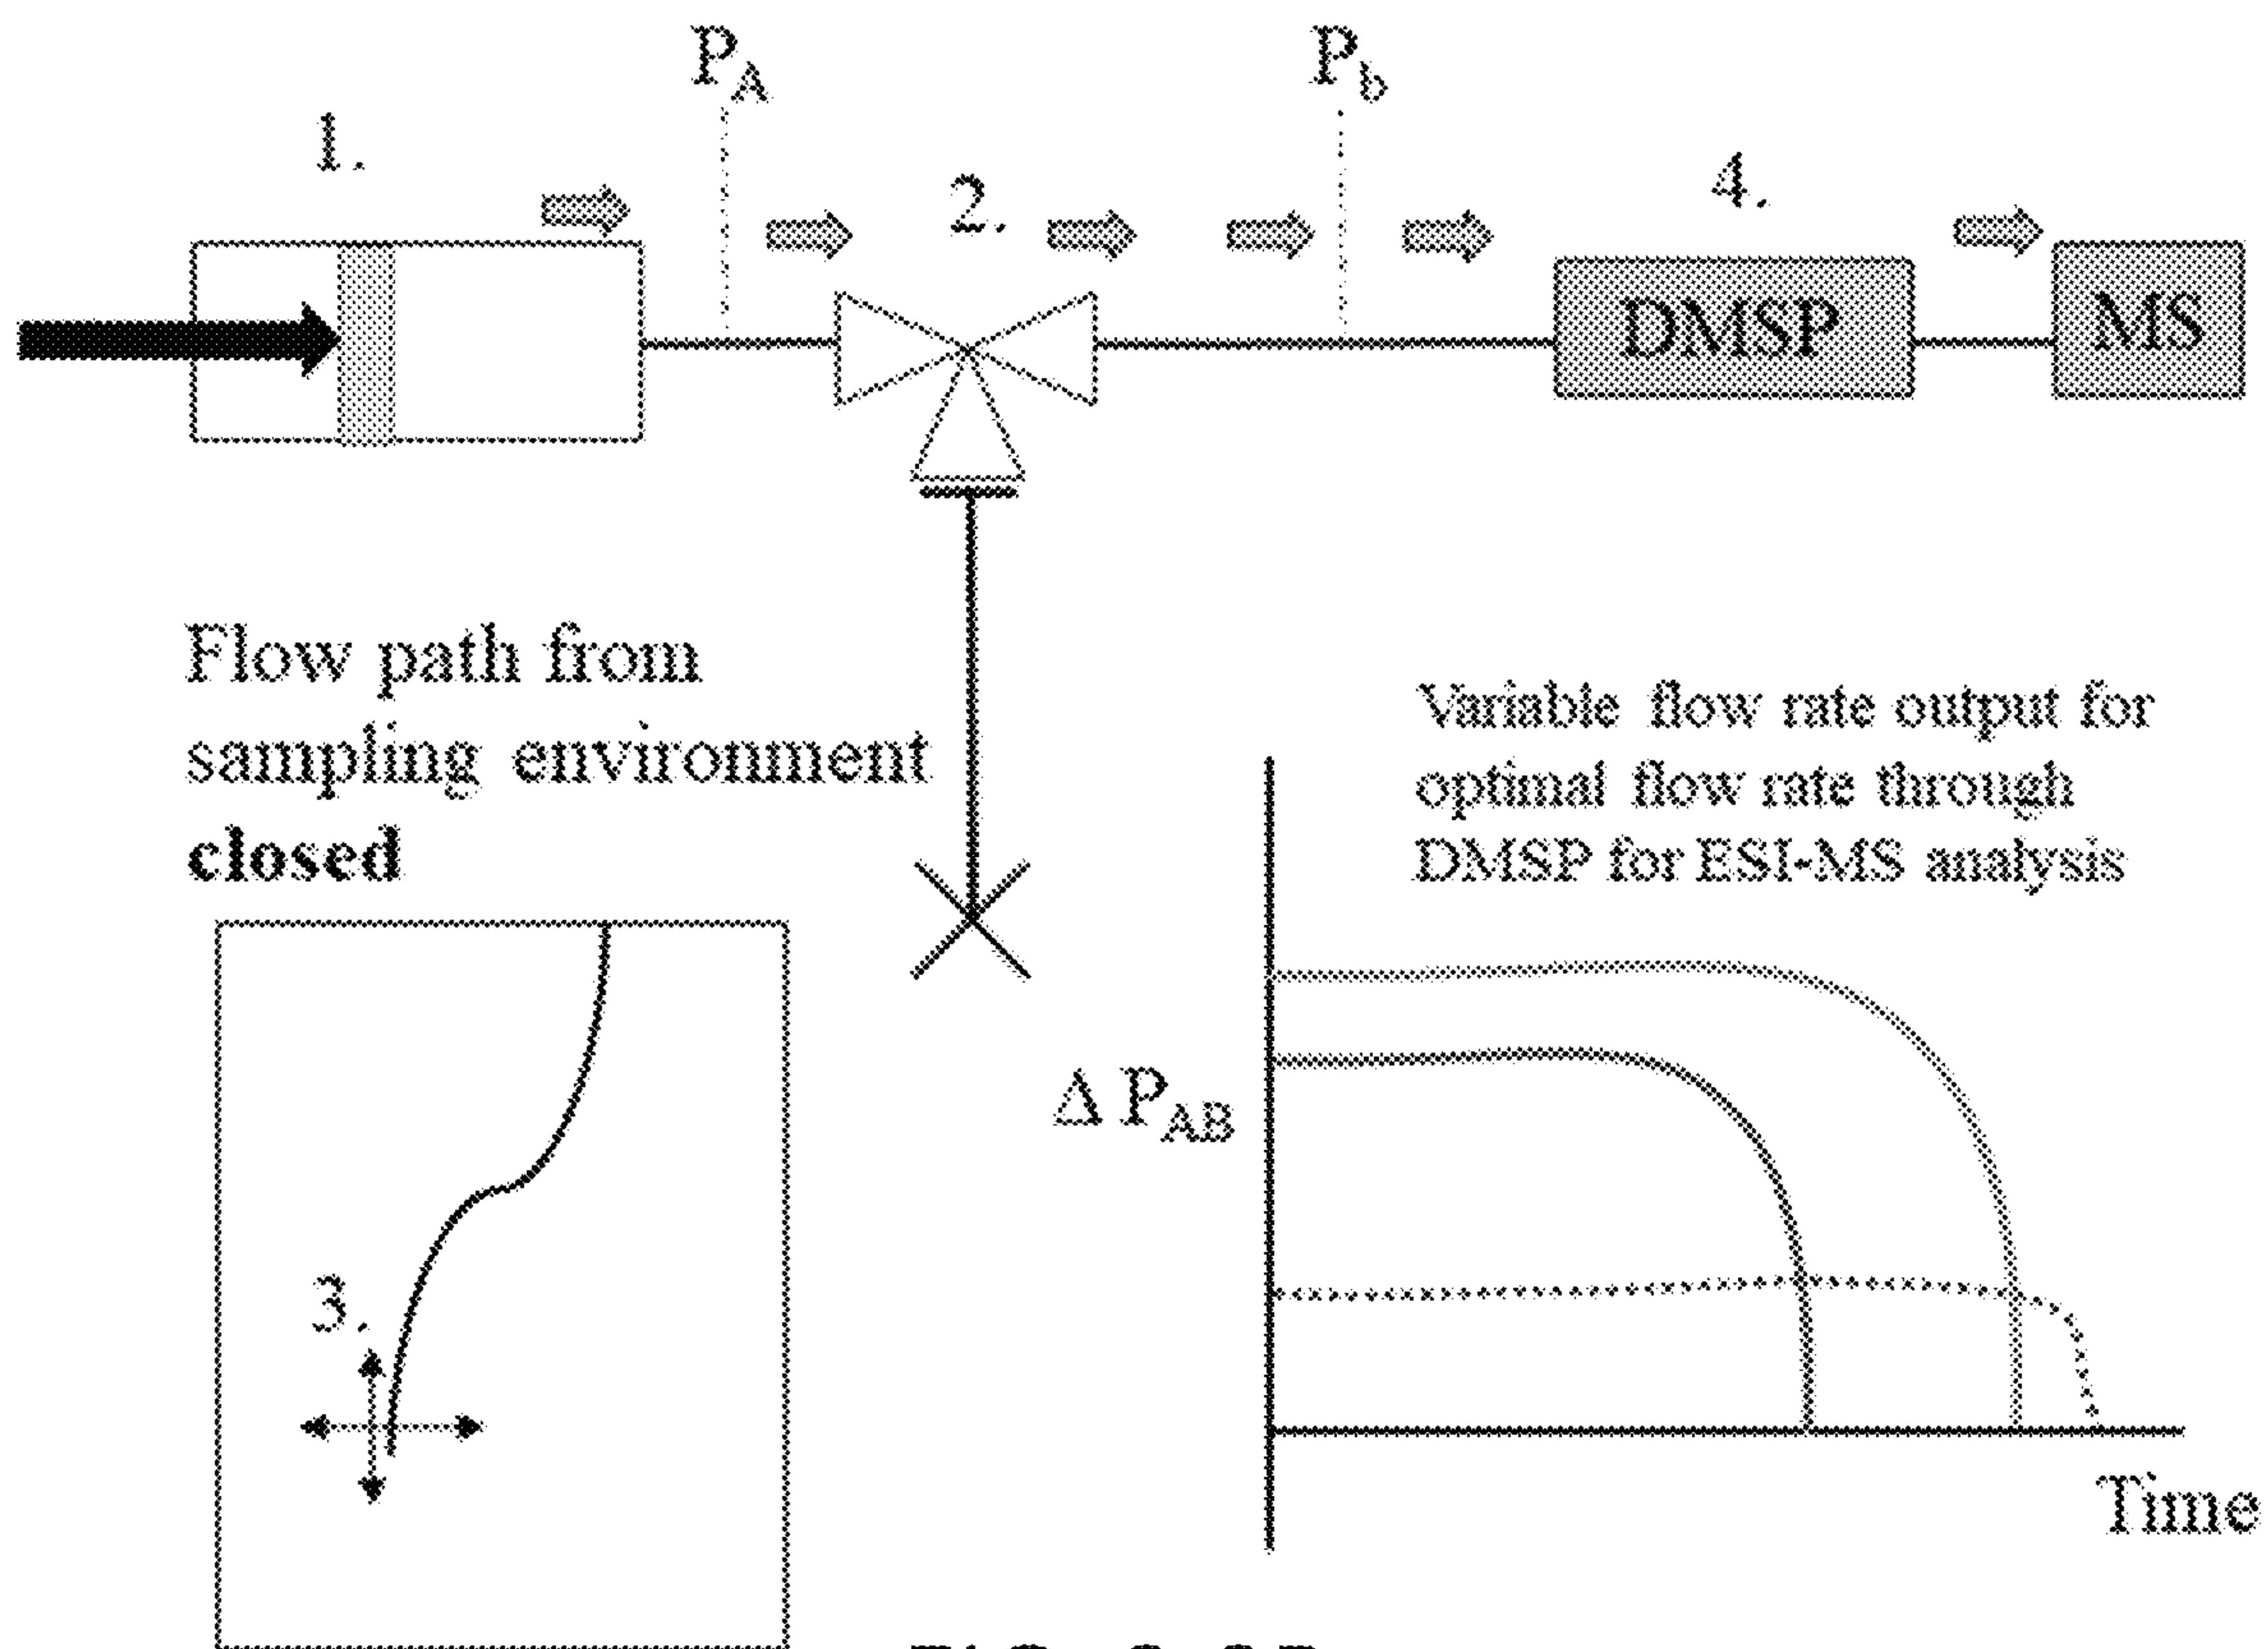 P_A
P_b
1.
2.
4.
DMSP
MS
Flow path from
sampling environment
closed
Variable flow rate output for
optimal flow rate through
DMSP for ESI-MS analysis
Δ P_AB
3.
Time